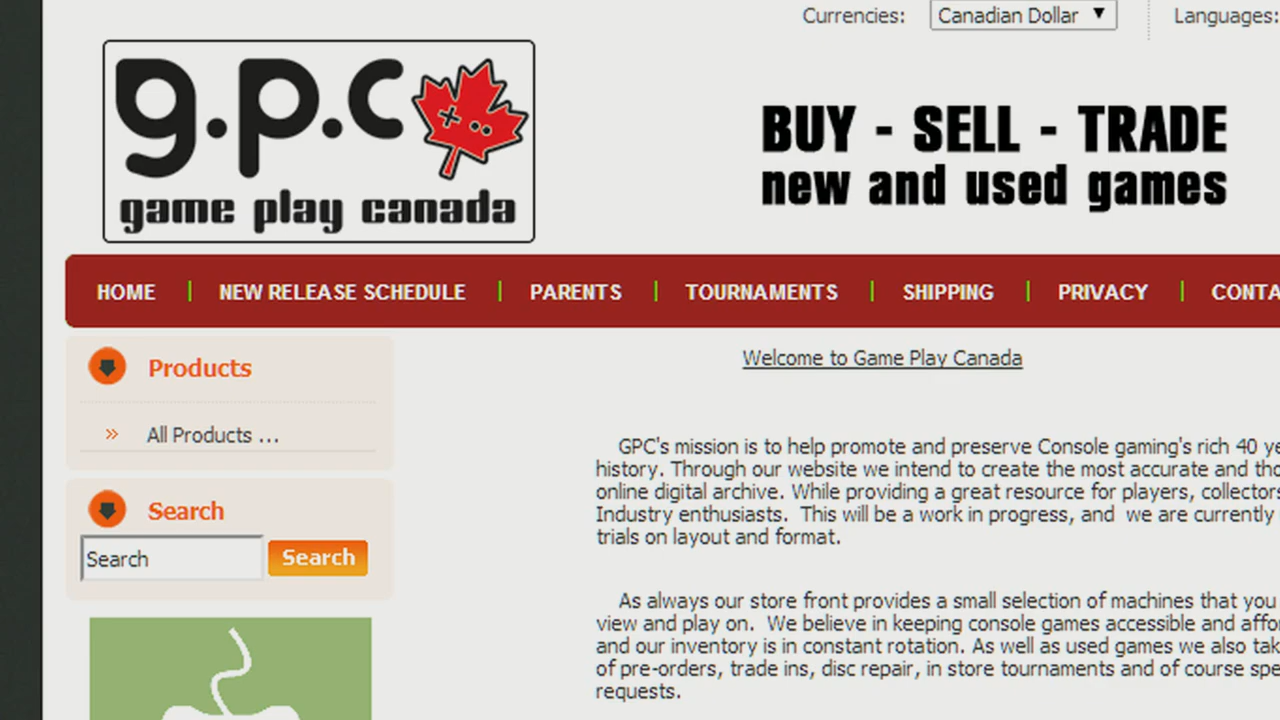 Currencies: Canadian Dollar Languages:
g.p.c
game play canada
BUY - SELL - TRADE
new and used games
HOME NEW RELEASE SCHEDULE PARENTS TOURNAMENTS SHIPPING PRIVACY CONTA
Products
All Products ...
Search
Search Search
Welcome to Game Play Canada
GPC's mission is to help promote and preserve Console gaming's rich 40 ye
history. Through our website we intend to create the most accurate and tho
online digital archive. While providing a great resource for players, collectors
Industry enthusiasts. This will be a work in progress, and we are currently
trials on layout and format.
As always our store front provides a small selection of machines that you
view and play on. We believe in keeping console games accessible and affor
and our inventory is in constant rotation. As well as used games we also tak
of pre-orders, trade ins, disc repair, in store tournaments and of course spe
requests.